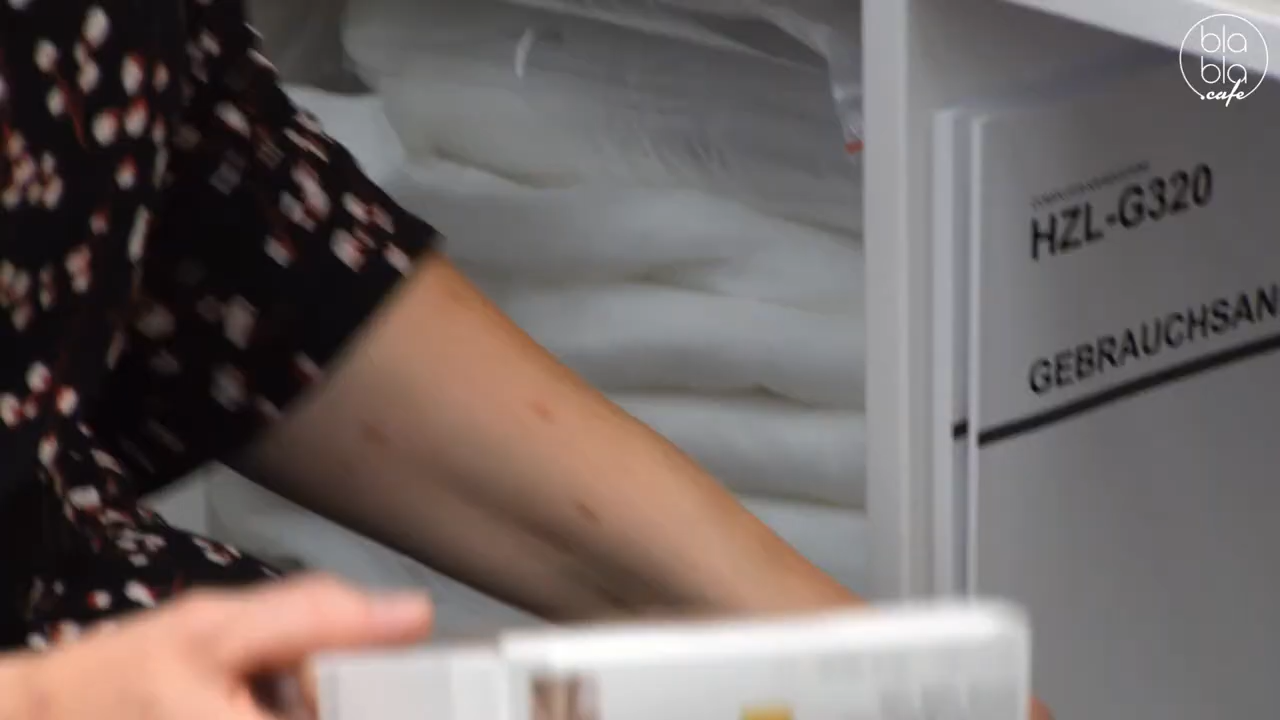 bla
bla
.cafe
HZL-G320
GEBRAUCHSAN